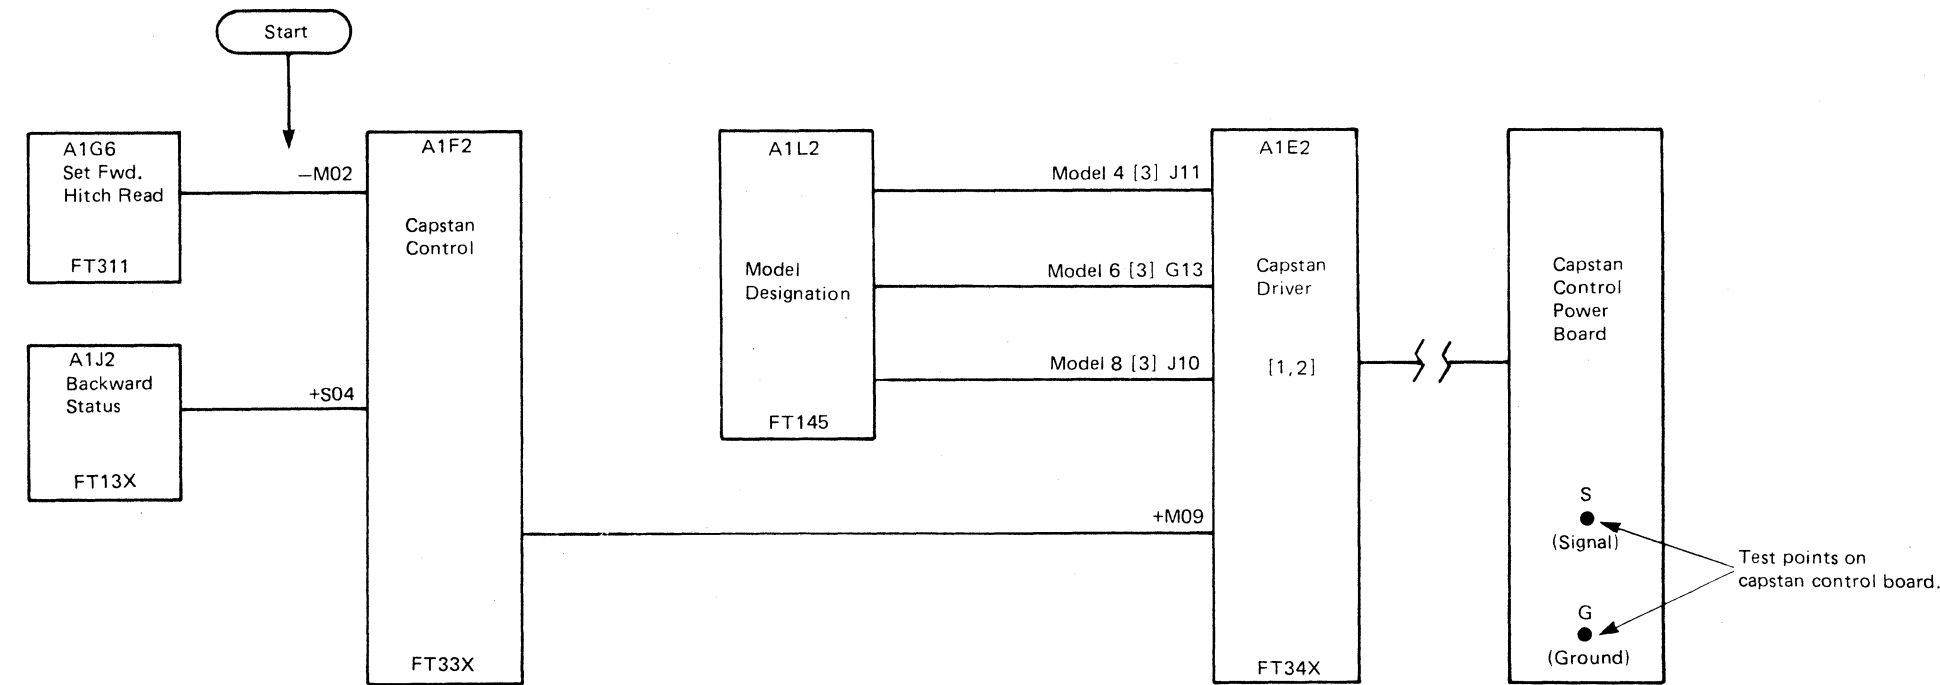 Start
A1G6
Set Fwd.
Hitch Read
FT311
—M02
A1J2
Backward
Status
FT13X
+S04
A1F2
Capstan
Control
FT33X
A1L2
Model
Designation
FT145
Model 4 [3] J11
Model 6 [3] G13
Model 8 [3] J10
+M09
A1E2
Capstan
Driver
[1,2]
FT34X
Capstan
Control
Power
Board
S
(Signal)
G
(Ground)
Test points on
capstan control board.